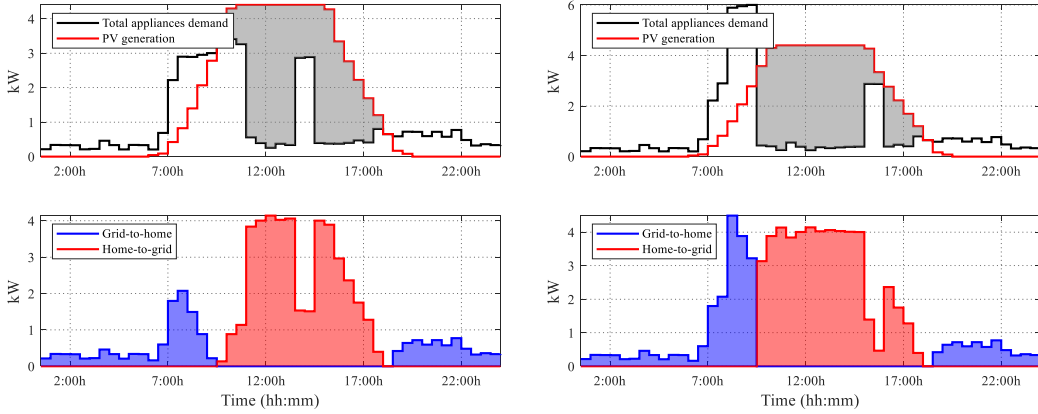 4
3
2
1
0
kW
Total appliances demand
PV generation
2:00h 7:00h 12:00h 17:00h 22:00h
6
4
2
0
kW
Total appliances demand
PV generation
2:00h 7:00h 12:00h 17:00h 22:00h
4
3
2
1
0
kW
Grid-to-home
Home-to-grid
2:00h 7:00h 12:00h 17:00h 22:00h
Time (hh:mm)
4
3
2
1
0
kW
Grid-to-home
Home-to-grid
2:00h 7:00h 12:00h 17:00h 22:00h
Time (hh:mm)